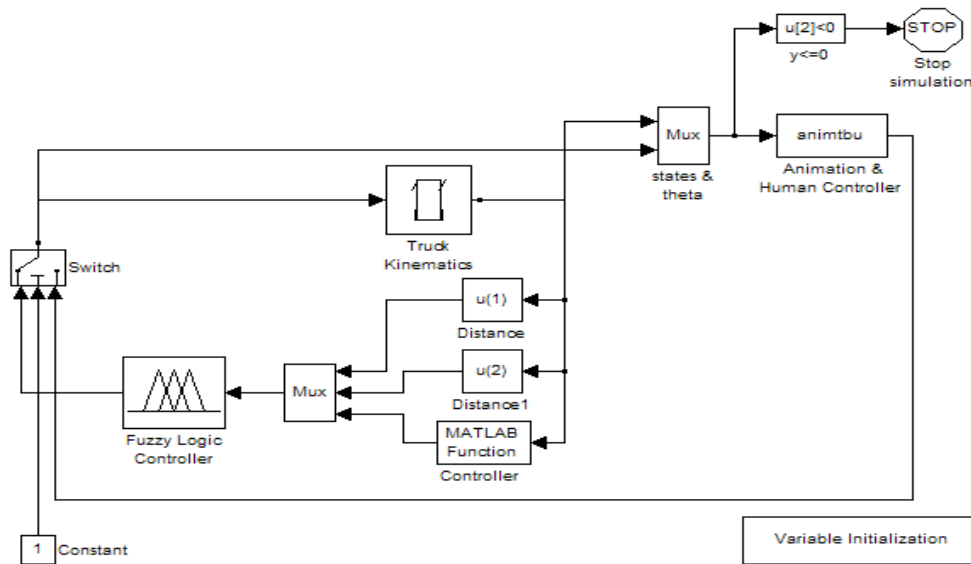 u[2]<0
y<=0
STOP
Stop
simulation
Mux
states &
theta
animtbu
Animation &
Human Controller
Truck
Kinematics
Switch
u(1)
Distance
u(2)
Distance1
MATLAB
Function
Controller
Mux
Fuzzy Logic
Controller
1
Constant
Variable Initialization